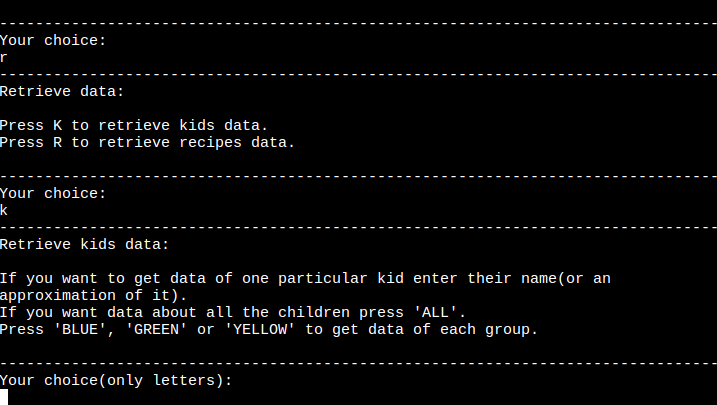 --------------------------------------------------------------------------------
Your choice:
r
--------------------------------------------------------------------------------
Retrieve data:
Press K to retrieve kids data.
Press R to retrieve recipes data.
--------------------------------------------------------------------------------
Your choice:
k
--------------------------------------------------------------------------------
Retrieve kids data:
If you want to get data of one particular kid enter their name(or an
approximation of it).
If you want data about all the children press 'ALL'.
Press 'BLUE', 'GREEN' or 'YELLOW' to get data of each group.
--------------------------------------------------------------------------------
Your choice(only letters):